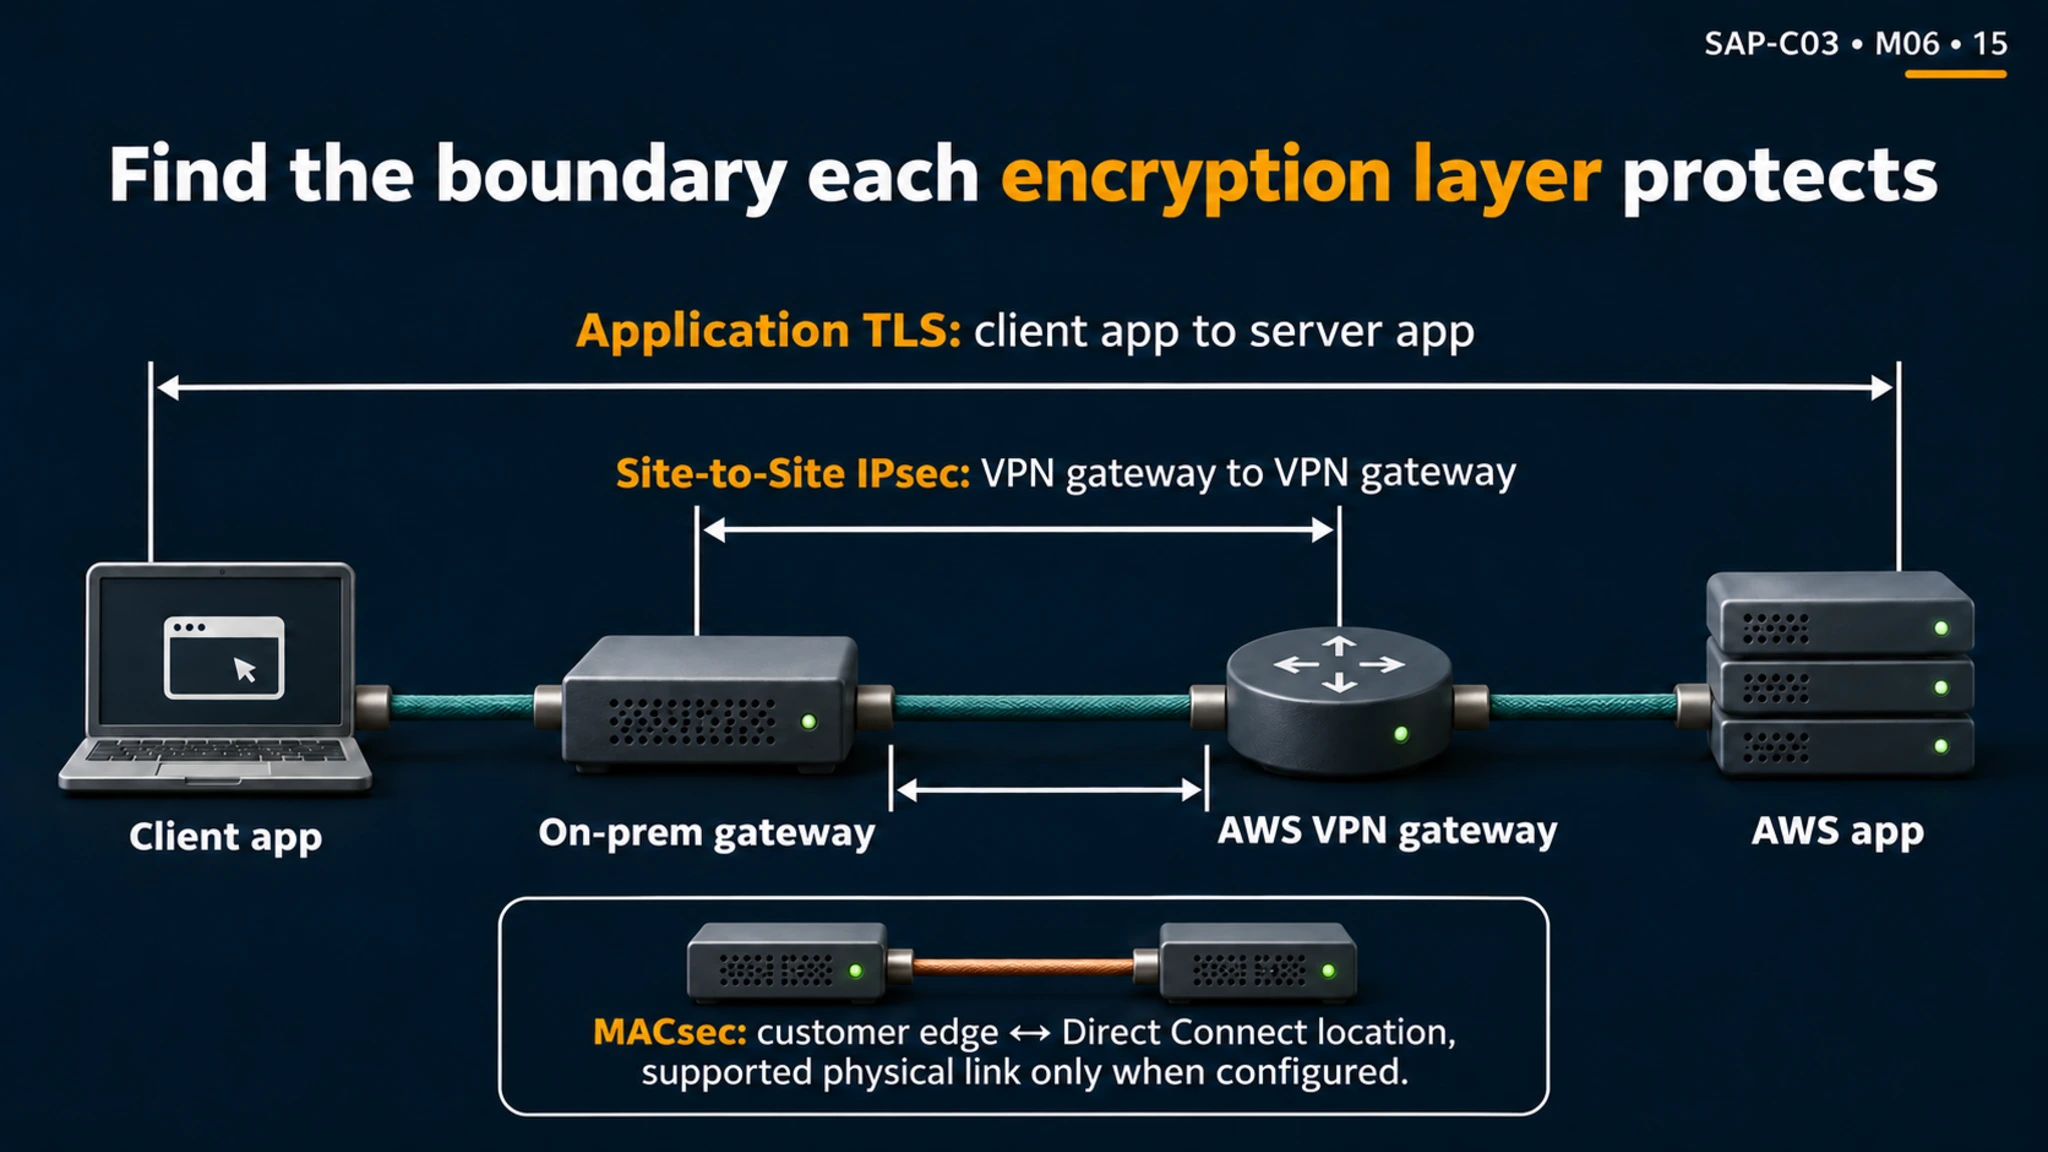 SAP-C03 • M06 • 15
Find the boundary each encryption layer protects
Application TLS: client app to server app
Site-to-Site IPsec: VPN gateway to VPN gateway
Client app
On-prem gateway
AWS VPN gateway
AWS app
MACsec: customer edge ↔ Direct Connect location,
supported physical link only when configured.